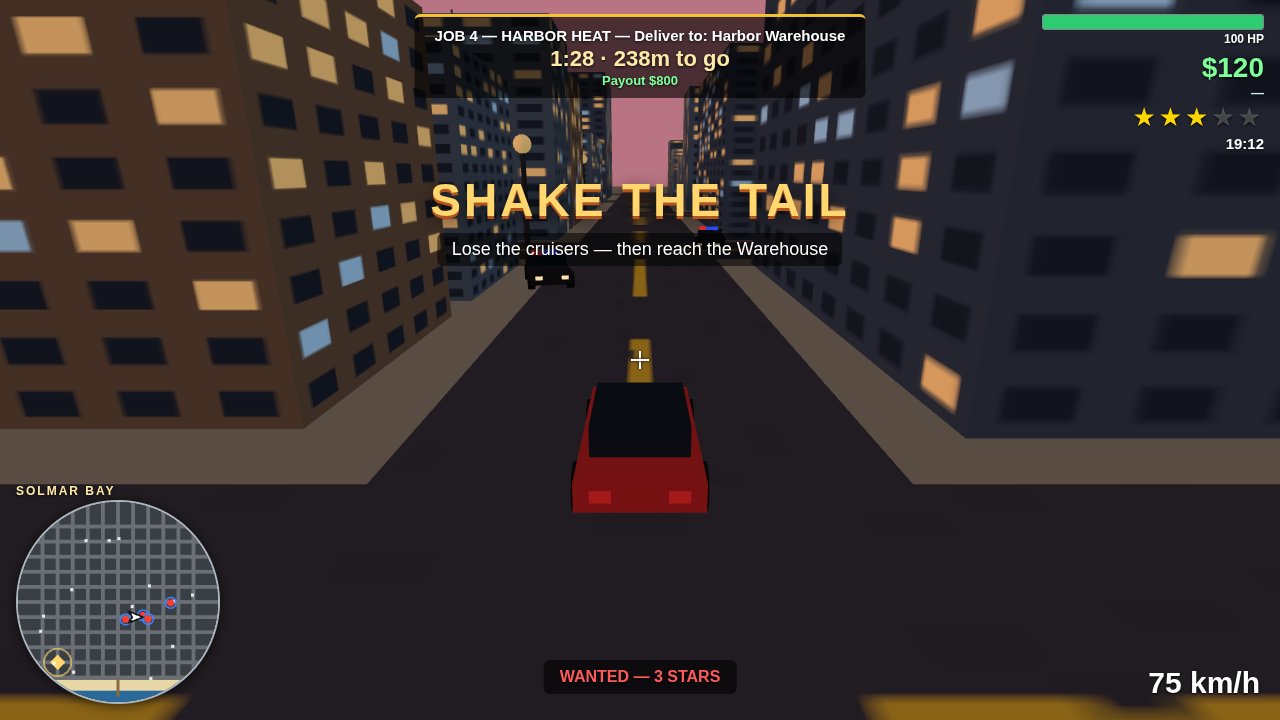 JOB 4 — HARBOR HEAT — Deliver to: Harbor Warehouse
1:28 · 238m to go
Payout $800
100 HP
$120
—
★★★★★
19:12
SHAKE THE TAIL
Lose the cruisers — then reach the Warehouse
SOLMAR BAY
WANTED — 3 STARS
75 km/h